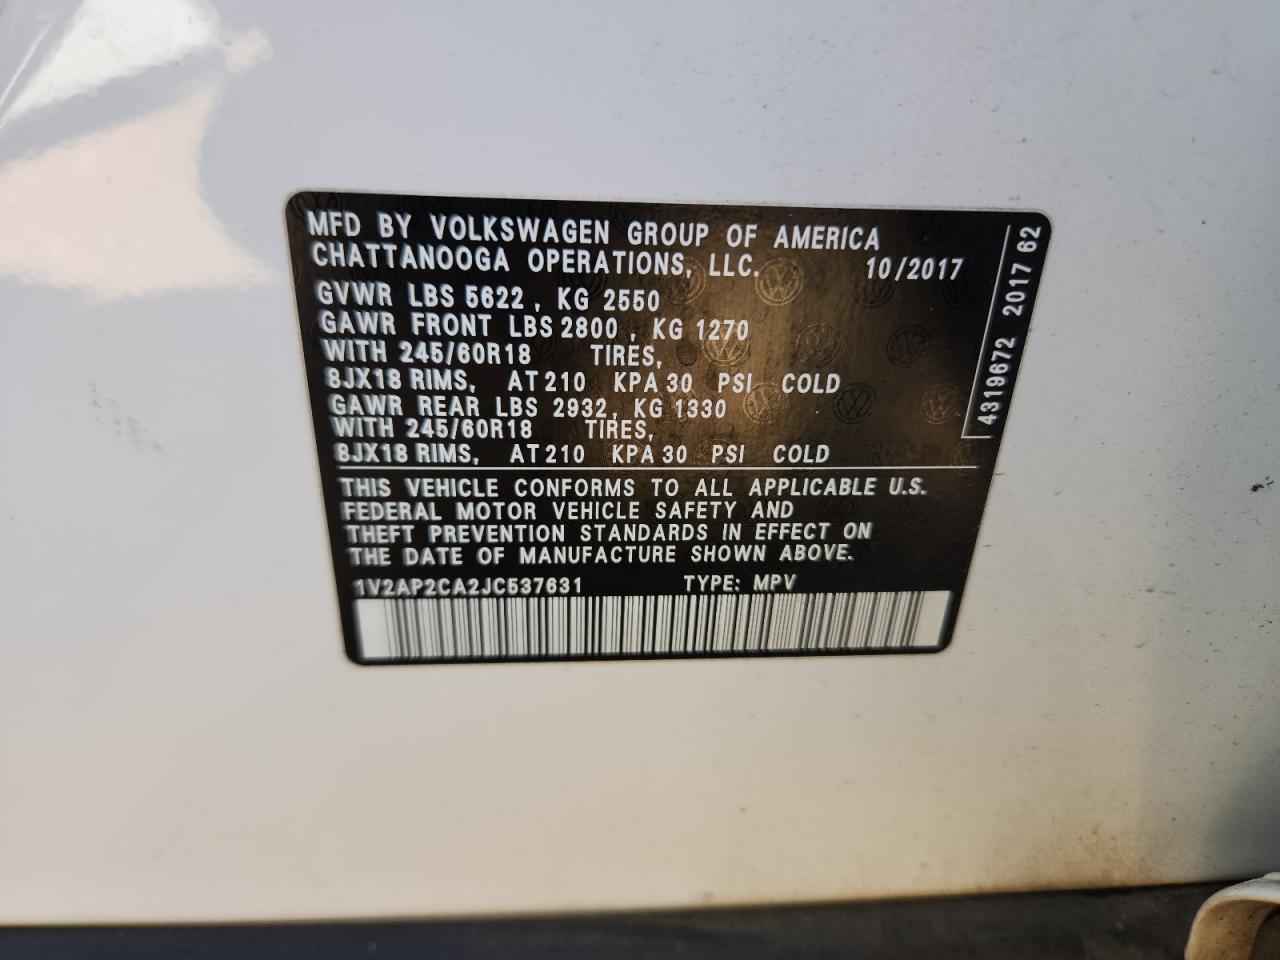 MFD BY VOLKSWAGEN GROUP OF AMERICA
CHATTANOOGA OPERATIONS, LLC. 10/2017
GVWR LBS 5622, KG 2550
GAWR FRONT LBS 2800, KG 1270
WITH 245/60R18 TIRES,
8JX18 RIMS, AT 210 KPA 30 PSI COLD
GAWR REAR LBS 2932, KG 1330
WITH 245/60R18 TIRES,
8JX18 RIMS, AT 210 KPA 30 PSI COLD
THIS VEHICLE CONFORMS TO ALL APPLICABLE U.S.
FEDERAL MOTOR VEHICLE SAFETY AND
THEFT PREVENTION STANDARDS IN EFFECT ON
THE DATE OF MANUFACTURE SHOWN ABOVE.
1V2AP2CA2JC537631 TYPE: MPV
4319672 2017 62